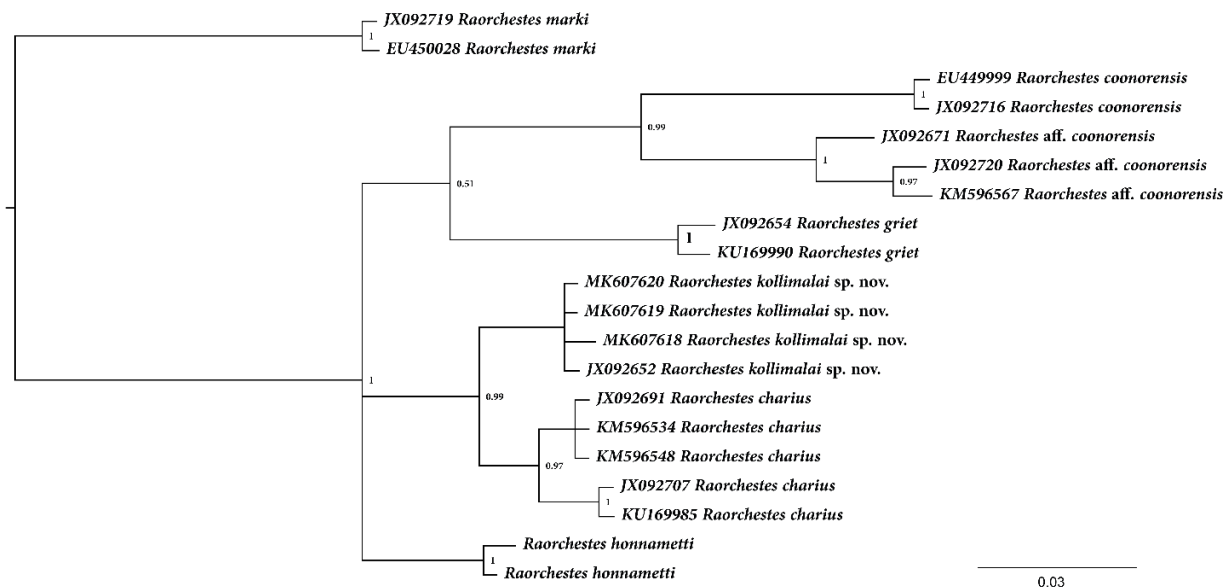 JX092719 Raorchestes marki
1
EU450028 Raorchestes marki
EU449999 Raorchestes coonorensis
1
JX092716 Raorchestes coonorensis
0.99
JX092671 Raorchestes aff. coonorensis
1
JX092720 Raorchestes aff. coonorensis
0.97
KM596567 Raorchestes aff. coonorensis
0.51
JX092654 Raorchestes griet
1
KU169990 Raorchestes griet
MK607620 Raorchestes kollimalai sp. nov.
MK607619 Raorchestes kollimalai sp. nov.
MK607618 Raorchestes kollimalai sp. nov.
JX092652 Raorchestes kollimalai sp. nov.
1
0.99
JX092691 Raorchestes charius
KM596534 Raorchestes charius
KM596548 Raorchestes charius
0.97
JX092707 Raorchestes charius
1
KU169985 Raorchestes charius
Raorchestes honnametti
1
Raorchestes honnametti
0.03